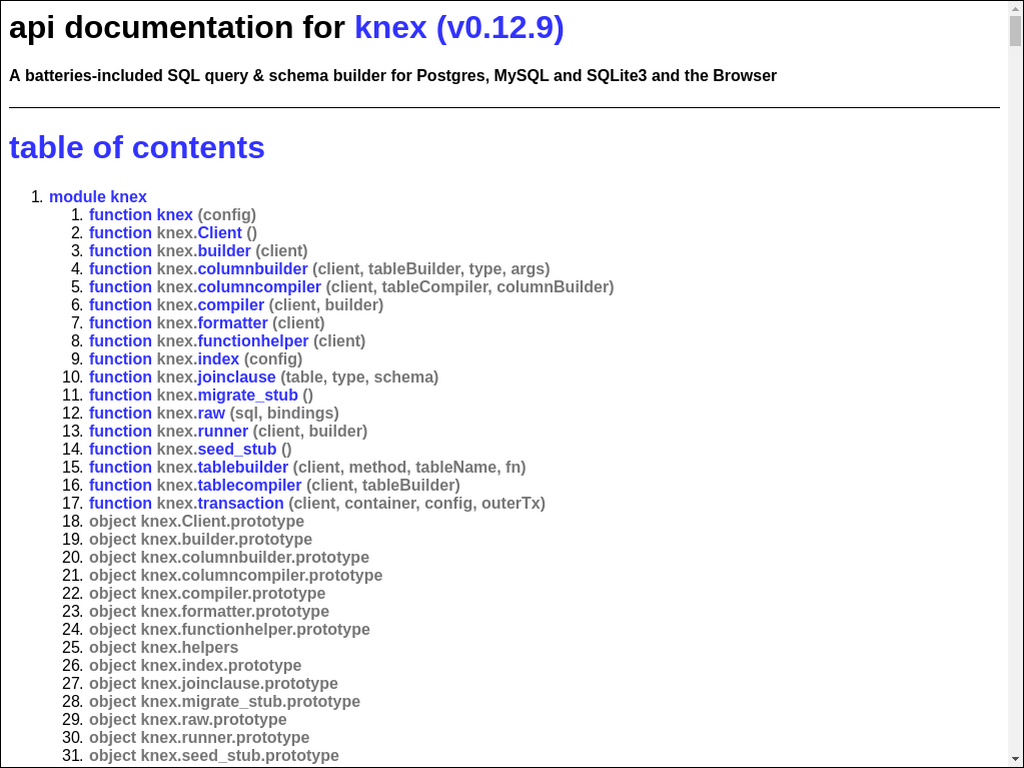 api documentation for knex (v0.12.9)
A batteries-included SQL query & schema builder for Postgres, MySQL and SQLite3 and the Browser
table of contents
1. module knex
1. function knex (config)
2. function knex.Client ()
3. function knex.builder (client)
4. function knex.columnbuilder (client, tableBuilder, type, args)
5. function knex.columncompiler (client, tableCompiler, columnBuilder)
6. function knex.compiler (client, builder)
7. function knex.formatter (client)
8. function knex.functionhelper (client)
9. function knex.index (config)
10. function knex.joinclause (table, type, schema)
11. function knex.migrate_stub ()
12. function knex.raw (sql, bindings)
13. function knex.runner (client, builder)
14. function knex.seed_stub ()
15. function knex.tablebuilder (client, method, tableName, fn)
16. function knex.tablecompiler (client, tableBuilder)
17. function knex.transaction (client, container, config, outerTx)
18. object knex.Client.prototype
19. object knex.builder.prototype
20. object knex.columnbuilder.prototype
21. object knex.columncompiler.prototype
22. object knex.compiler.prototype
23. object knex.formatter.prototype
24. object knex.functionhelper.prototype
25. object knex.helpers
26. object knex.index.prototype
27. object knex.joinclause.prototype
28. object knex.migrate_stub.prototype
29. object knex.raw.prototype
30. object knex.runner.prototype
31. object knex.seed_stub.prototype